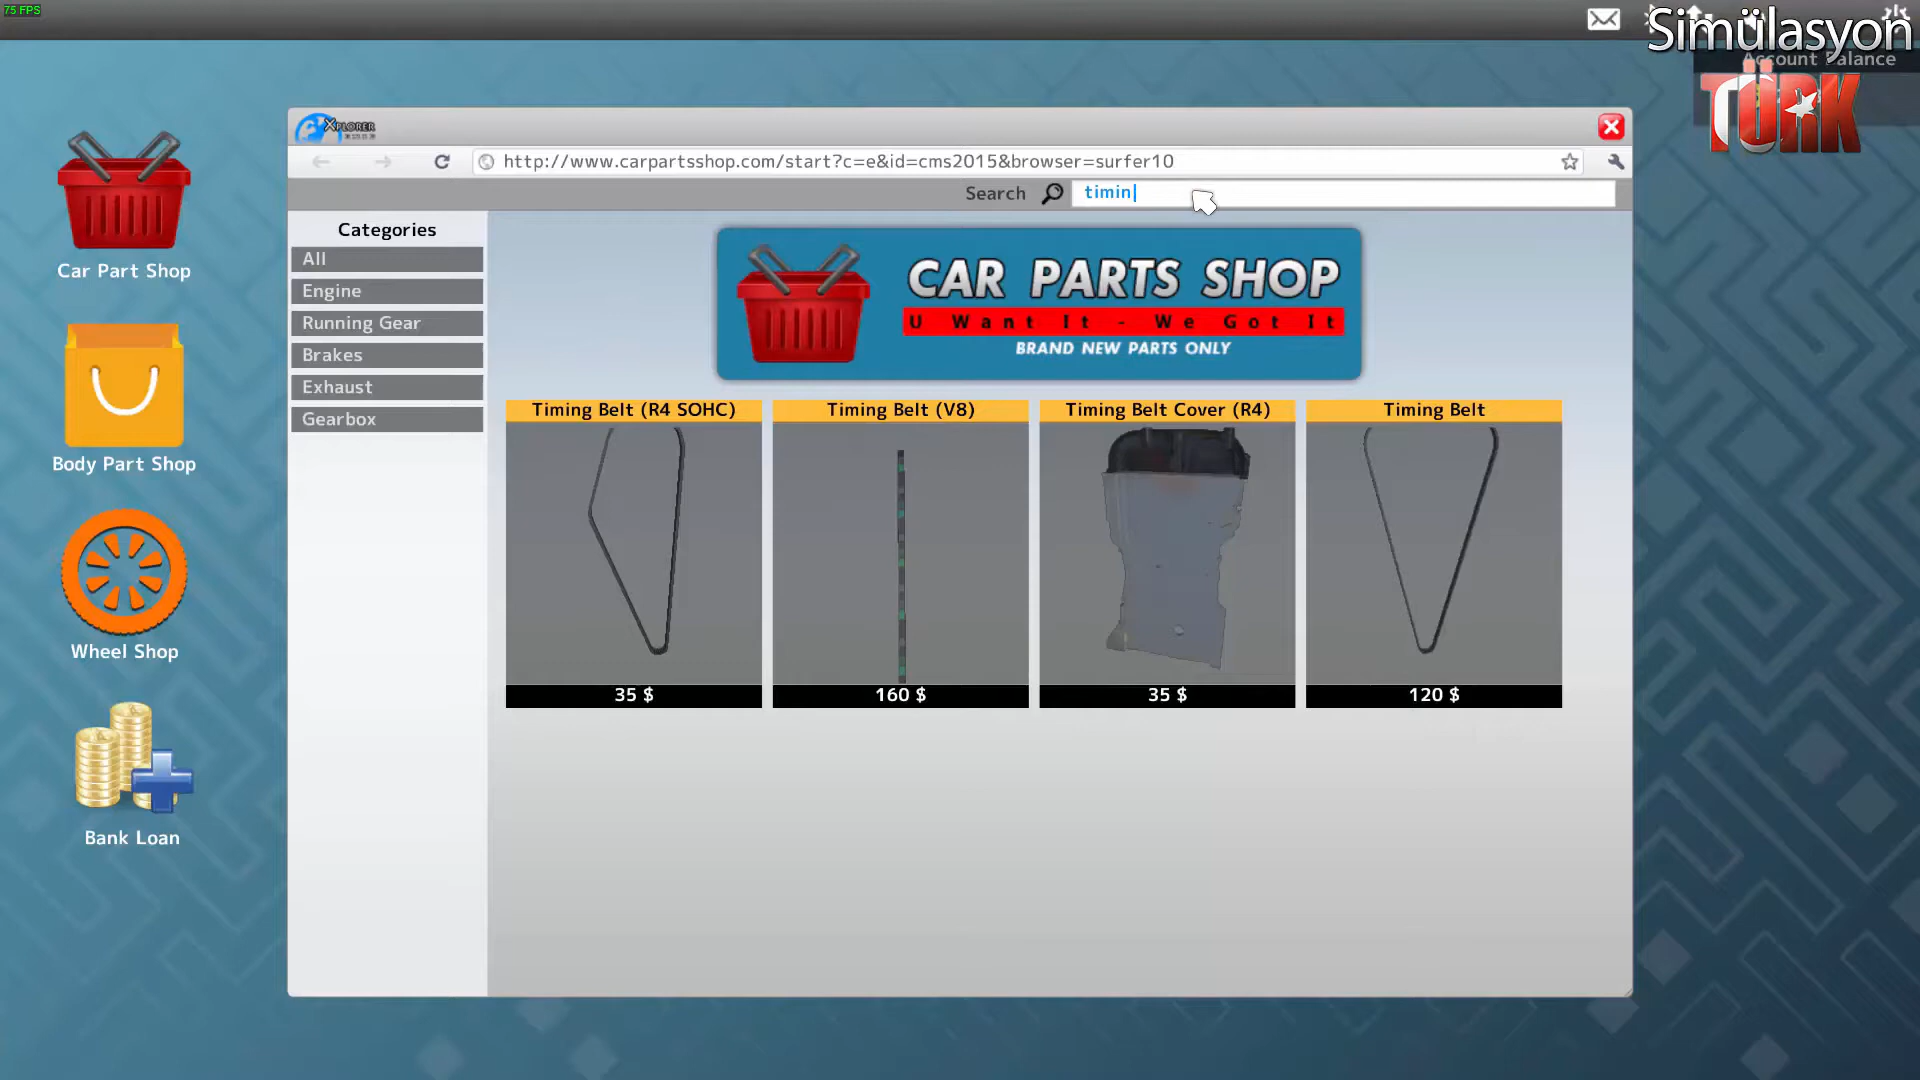 75 FPS
Simülasyon
Account Balance
TÜRK
XPLORER
http://www.carpartsshop.com/start?c=e&id=cms2015&browser=surfer10
Search
timin
Categories
All
Engine
Running Gear
Brakes
Exhaust
Gearbox
Car Part Shop
Body Part Shop
Wheel Shop
Bank Loan
CAR PARTS SHOP
U Want It - We Got It
BRAND NEW PARTS ONLY
Timing Belt (R4 SOHC)
Timing Belt (V8)
Timing Belt Cover (R4)
Timing Belt
35 $
160 $
35 $
120 $